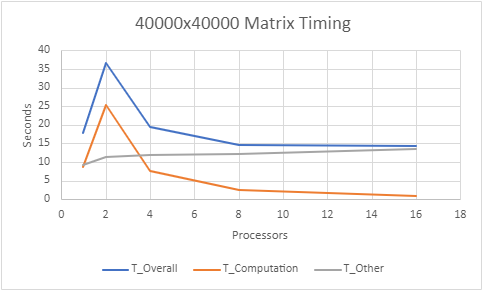 40000x40000 Matrix Timing
40
35
30
25
20
15
10
5
0
Seconds
0 2 4 6 8 10 12 14 16 18
Processors
T_Overall T_Computation T_Other